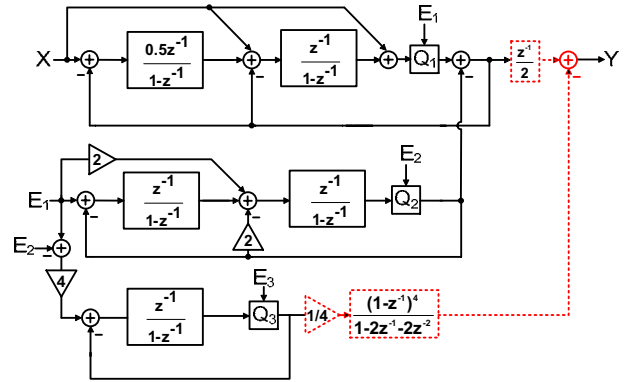 E₁
X
0.5z⁻¹
1-z⁻¹
z⁻¹
1-z⁻¹
Q₁
z⁻¹
2
Y
2
E₂
E₁
z⁻¹
1-z⁻¹
z⁻¹
1-z⁻¹
Q₂
2
E₂
4
E₃
z⁻¹
1-z⁻¹
Q₃
1/4
(1-z⁻¹)⁴
1-2z⁻¹-2z⁻²